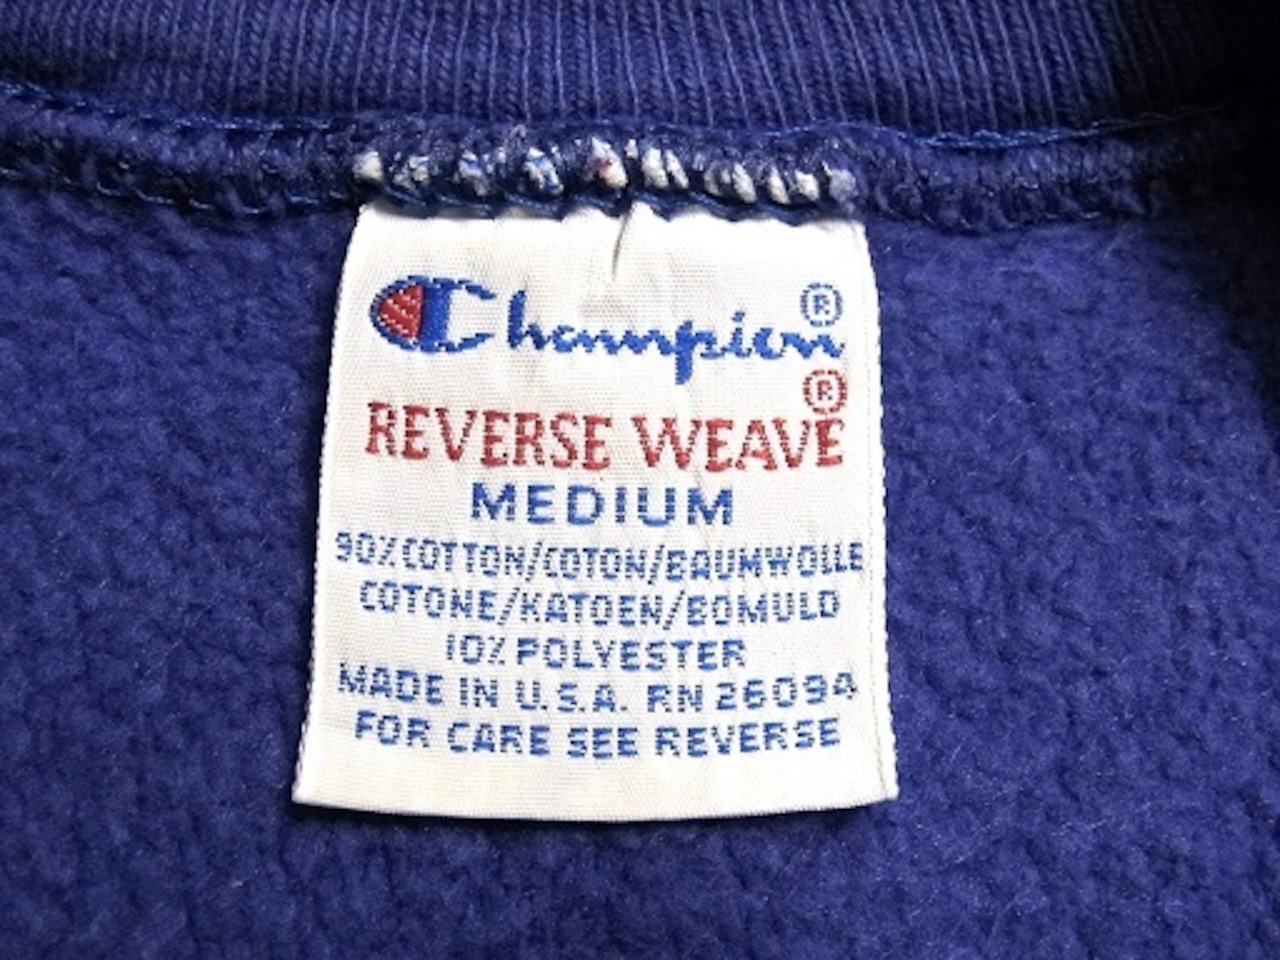 Champion®
REVERSE WEAVE®
MEDIUM
90% COTTON/COTON/BAUMWOLLE
COTONE/KATOEN/BOMULD
10% POLYESTER
MADE IN U.S.A. RN 26094
FOR CARE SEE REVERSE